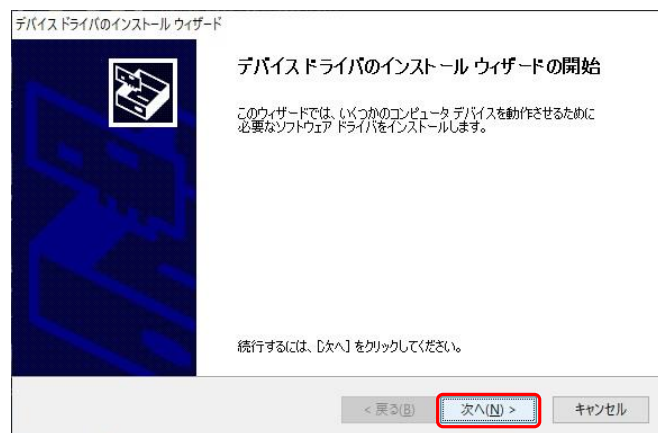 デバイス ドライバのインストール ウィザード
デバイス ドライバのインストール ウィザードの開始
このウィザードでは、いくつかのコンピュータ デバイスを動作させるために
必要なソフトウェア ドライバをインストールします。
続行するには、[次へ] をクリックしてください。
< 戻る(B)
次へ(N) >
キャンセル